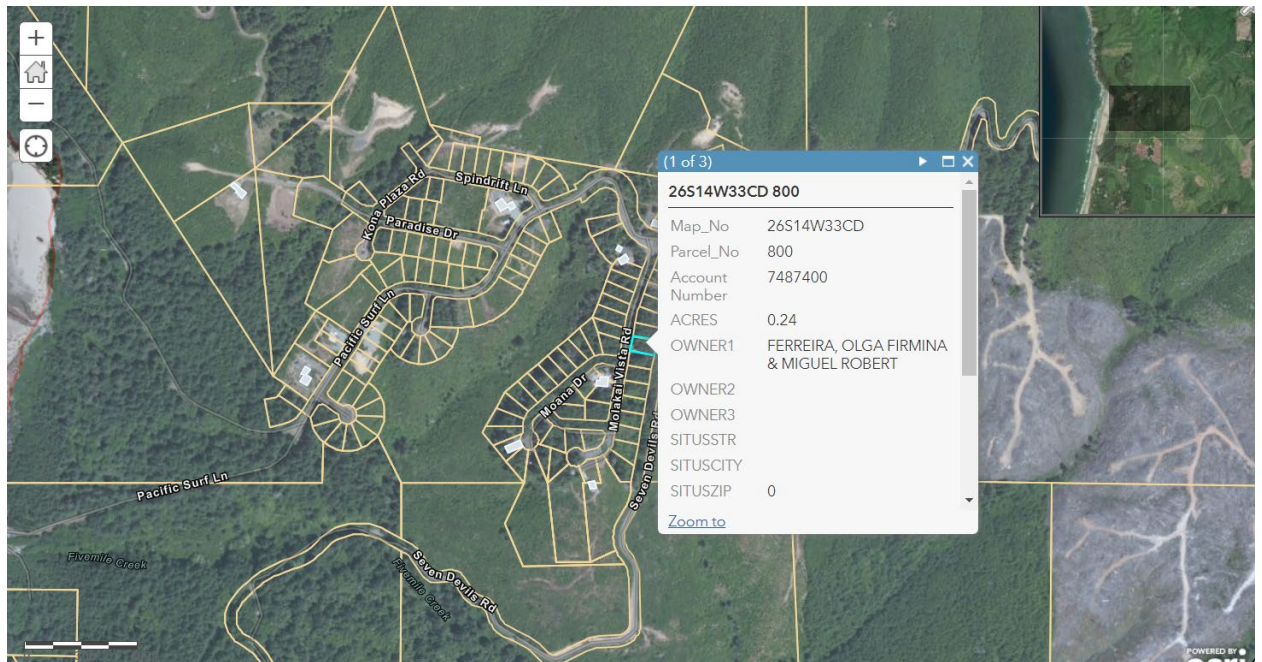 +
−
(1 of 3)
26S14W33CD 800
Map_No 26S14W33CD
Parcel_No 800
Account Number 7487400
ACRES 0.24
OWNER1 FERREIRA, OLGA FIRMINA
& MIGUEL ROBERT
OWNER2
OWNER3
SITUSSTR
SITUSCITY
SITUSZIP 0
Zoom to
Spindrift Ln
Kona Plaza Rd
Paradise Dr
Pacific Surf Ln
Molakai Vista Rd
Moana Dr
Seven Devils Rd
Pacific Surf Ln
Fivemile Creek
Seven Devils Rd
Fivemile Creek
POWERED BY